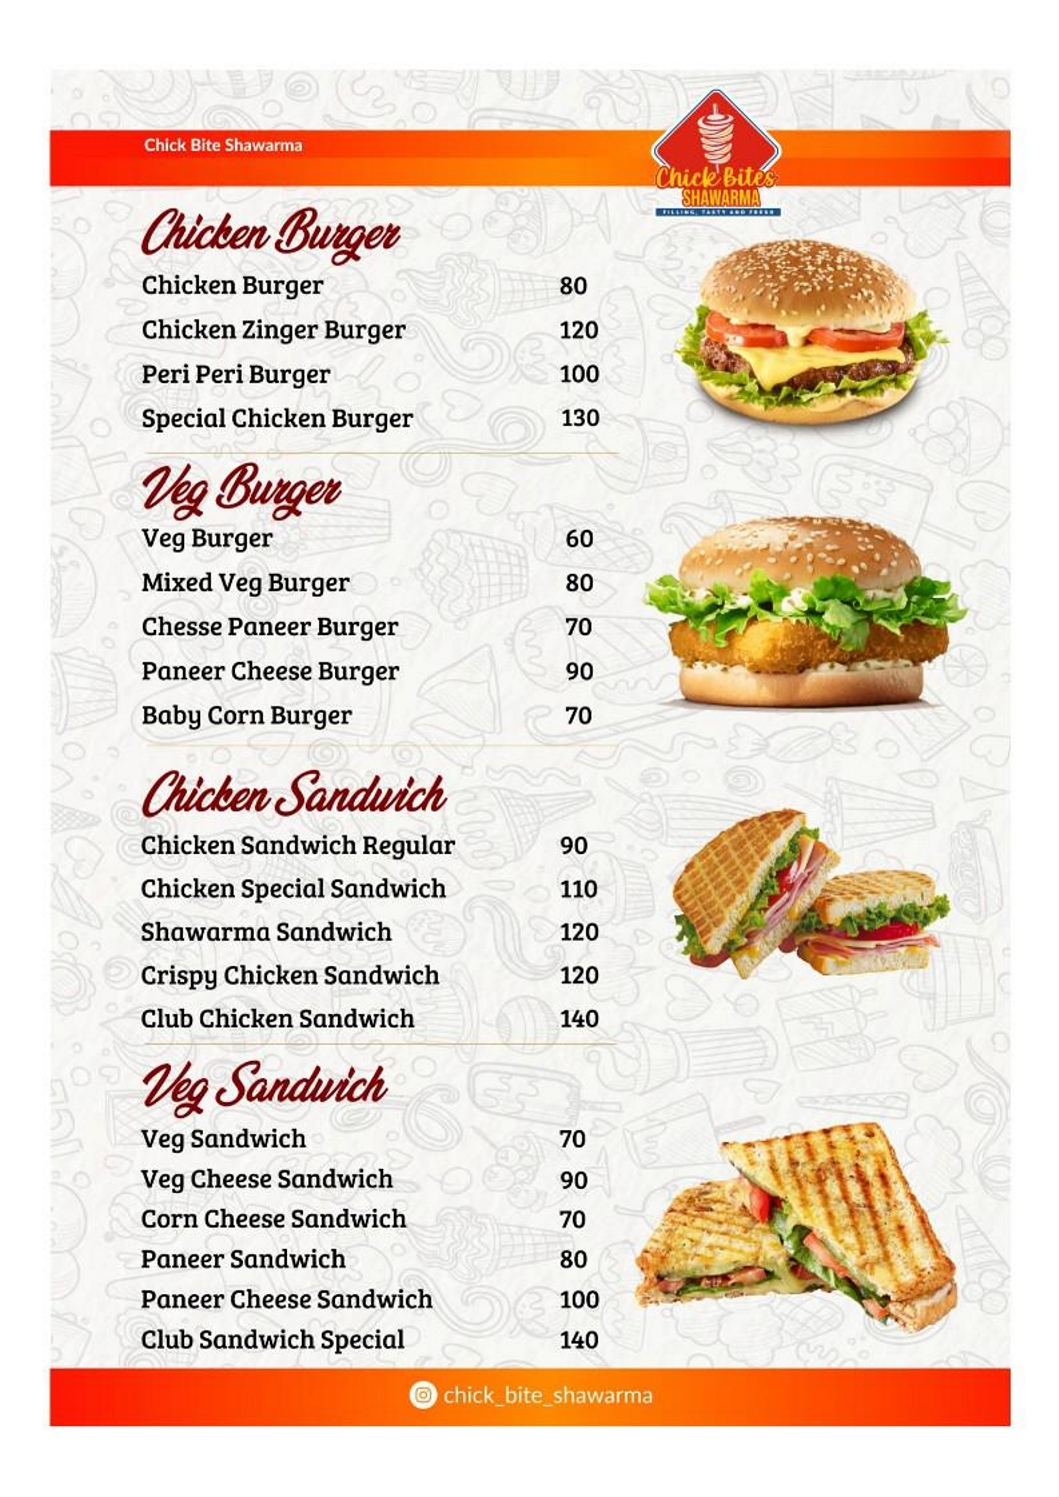 Chick Bite Shawarma
Chick Bites
SHAWARMA
FILLING, TASTY AND FRESH
Chicken Burger
Chicken Burger 80
Chicken Zinger Burger 120
Peri Peri Burger 100
Special Chicken Burger 130
Veg Burger
Veg Burger 60
Mixed Veg Burger 80
Chesse Paneer Burger 70
Paneer Cheese Burger 90
Baby Corn Burger 70
Chicken Sandwich
Chicken Sandwich Regular 90
Chicken Special Sandwich 110
Shawarma Sandwich 120
Crispy Chicken Sandwich 120
Club Chicken Sandwich 140
Veg Sandwich
Veg Sandwich 70
Veg Cheese Sandwich 90
Corn Cheese Sandwich 70
Paneer Sandwich 80
Paneer Cheese Sandwich 100
Club Sandwich Special 140
chick_bite_shawarma